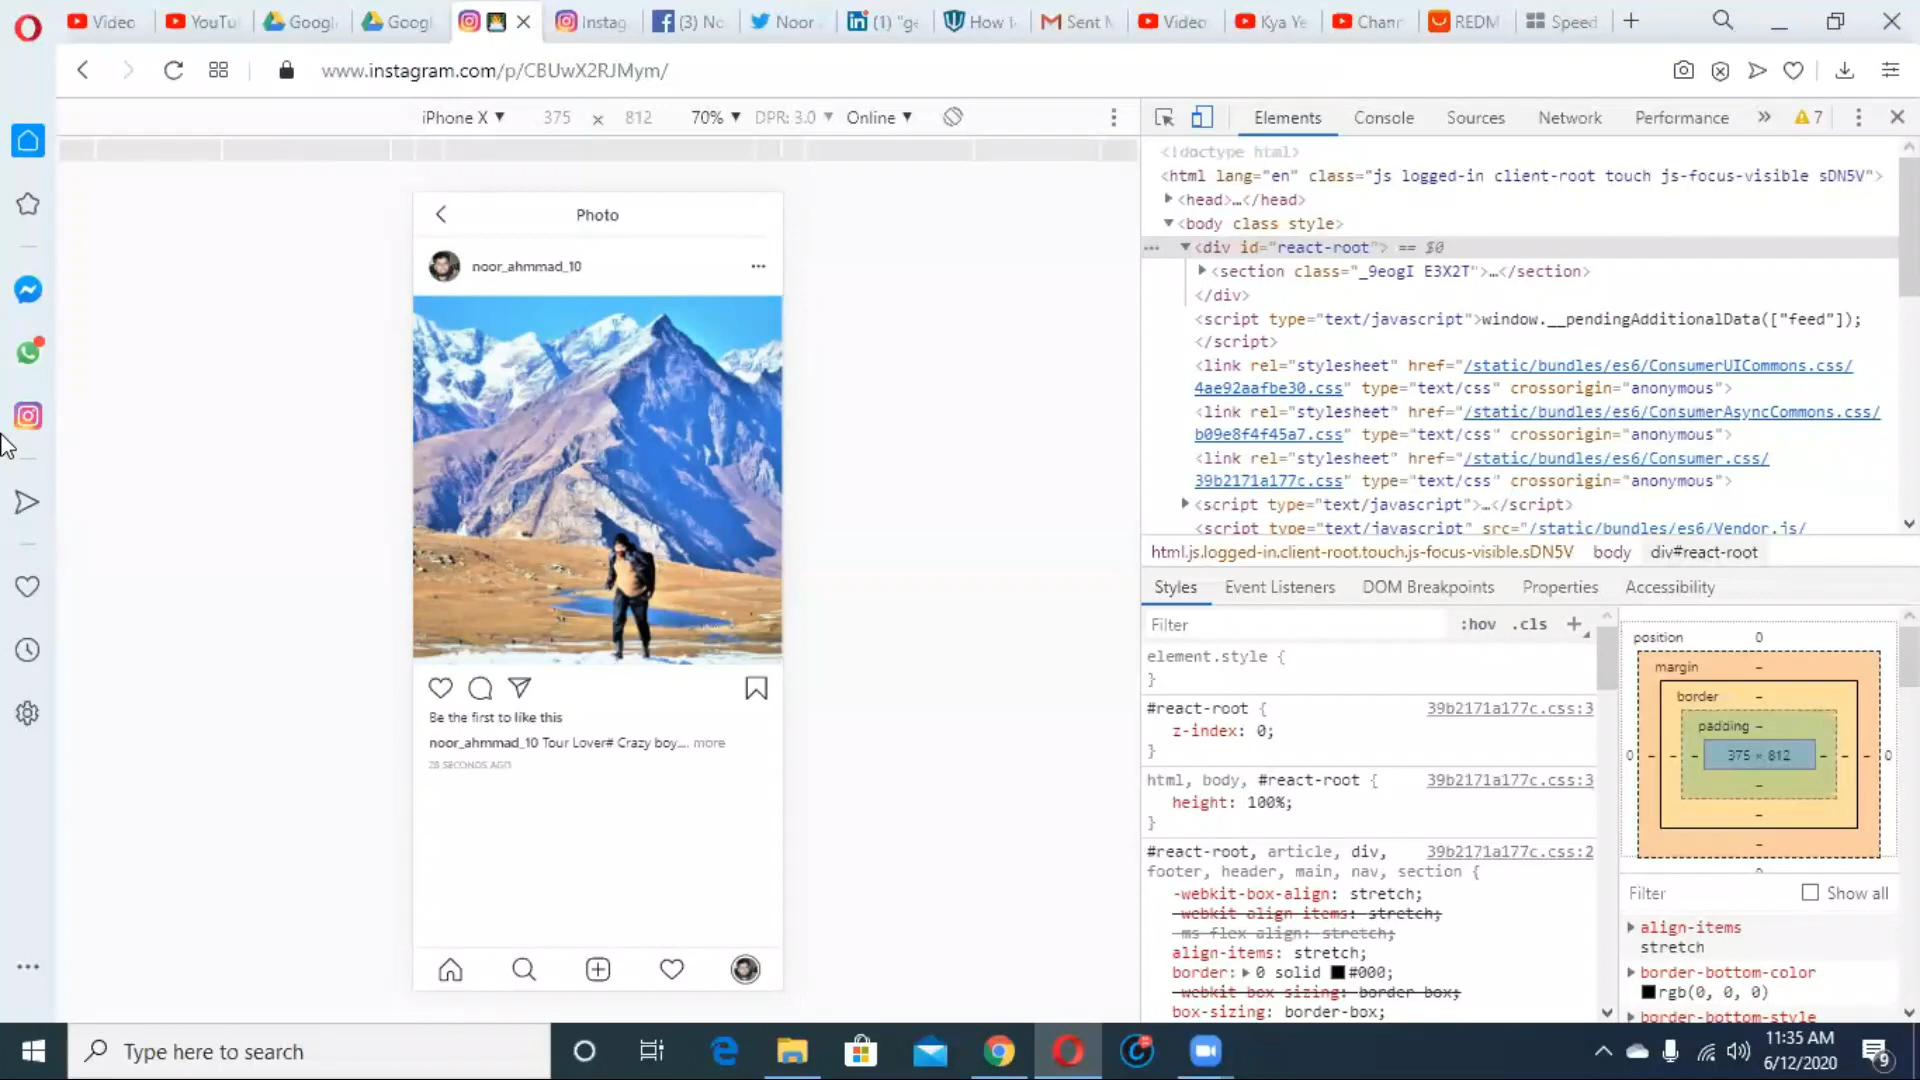 Video
YouTu
Googl
Googl
Instag
(3) No
Noor
(1) "ge
How t
Sent M
Video
Kya Ye
Chann
REDM
Speed
www.instagram.com/p/CBUwX2RJMym/
iPhone X ▼ 375 × 812 70% ▼ DPR: 3.0 ▼ Online ▼
Elements Console Sources Network Performance » 7
Photo
noor_ahmmad_10
Be the first to like this
noor_ahmmad_10 Tour Lover# Crazy boy.... more
28 SECONDS AGO
<!doctype html>
<html lang="en" class="js logged-in client-root touch js-focus-visible sDN5V">
<head>…</head>
<body class style>
<div id="react-root"> == $0
<section class="_9eogI E3X2T">…</section>
</div>
<script type="text/javascript">window.__pendingAdditionalData(["feed"]);
</script>
<link rel="stylesheet" href="/static/bundles/es6/ConsumerUICommons.css/
4ae92aafbe30.css" type="text/css" crossorigin="anonymous">
<link rel="stylesheet" href="/static/bundles/es6/ConsumerAsyncCommons.css/
b09e8f4f45a7.css" type="text/css" crossorigin="anonymous">
<link rel="stylesheet" href="/static/bundles/es6/Consumer.css/
39b2171a177c.css" type="text/css" crossorigin="anonymous">
<script type="text/javascript">…</script>
<script type="text/javascript" src="/static/bundles/es6/Vendor.js/
html.js.logged-in.client-root.touch.js-focus-visible.sDN5V body div#react-root
Styles Event Listeners DOM Breakpoints Properties Accessibility
Filter :hov .cls +
element.style {
}
#react-root { 39b2171a177c.css:3
z-index: 0;
}
html, body, #react-root { 39b2171a177c.css:3
height: 100%;
}
#react-root, article, div, 39b2171a177c.css:2
footer, header, main, nav, section {
-webkit-box-align: stretch;
-webkit-align-items: stretch;
-ms-flex-align: stretch;
align-items: stretch;
border: 0 solid #000;
-webkit-box-sizing: border-box;
box-sizing: border-box;
position 0
margin –
border –
padding –
0 – – – 375 × 812 – – – 0
–
–
–
Filter Show all
align-items
stretch
border-bottom-color
rgb(0, 0, 0)
border-bottom-style
Type here to search
11:35 AM
6/12/2020
9